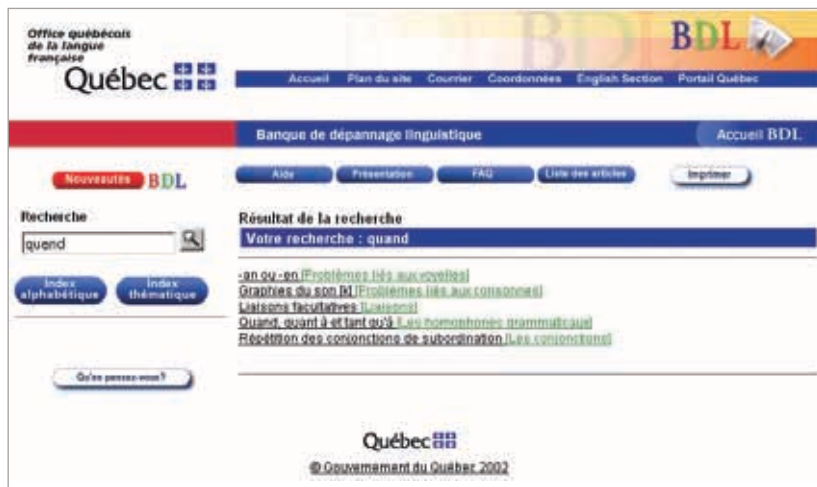 Office québécois
de la langue
française
Québec
BDL
Accueil Plan du site Courrier Coordonnées English Section Portail Québec
Banque de dépannage linguistique
Accueil BDL
Nouveautés BDL
Aide Présentation FAQ Liste des articles Imprimer
Recherche
quand
Index alphabétique
Index thématique
Résultat de la recherche
Votre recherche : quand
-an ou -en [Problèmes liés aux voyelles]
Graphies du son [k] [Problèmes liés aux consonnes]
Liaisons facultatives [Liaisons]
Quand, quant à et tant qu'à [Les homophones grammaticaux]
Répétition des conjonctions de subordination [Les conjonctions]
Qu'en pensez-vous?
Québec
© Gouvernement du Québec, 2002